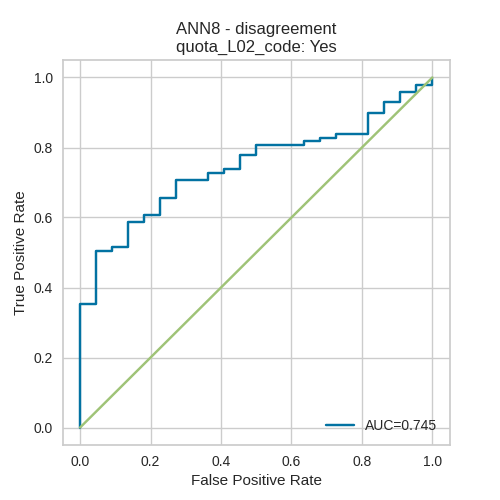 ANN8 - disagreement
quota_L02_code: Yes
True Positive Rate
1.0
0.8
0.6
0.4
0.2
0.0
AUC=0.745
0.0 0.2 0.4 0.6 0.8 1.0
False Positive Rate